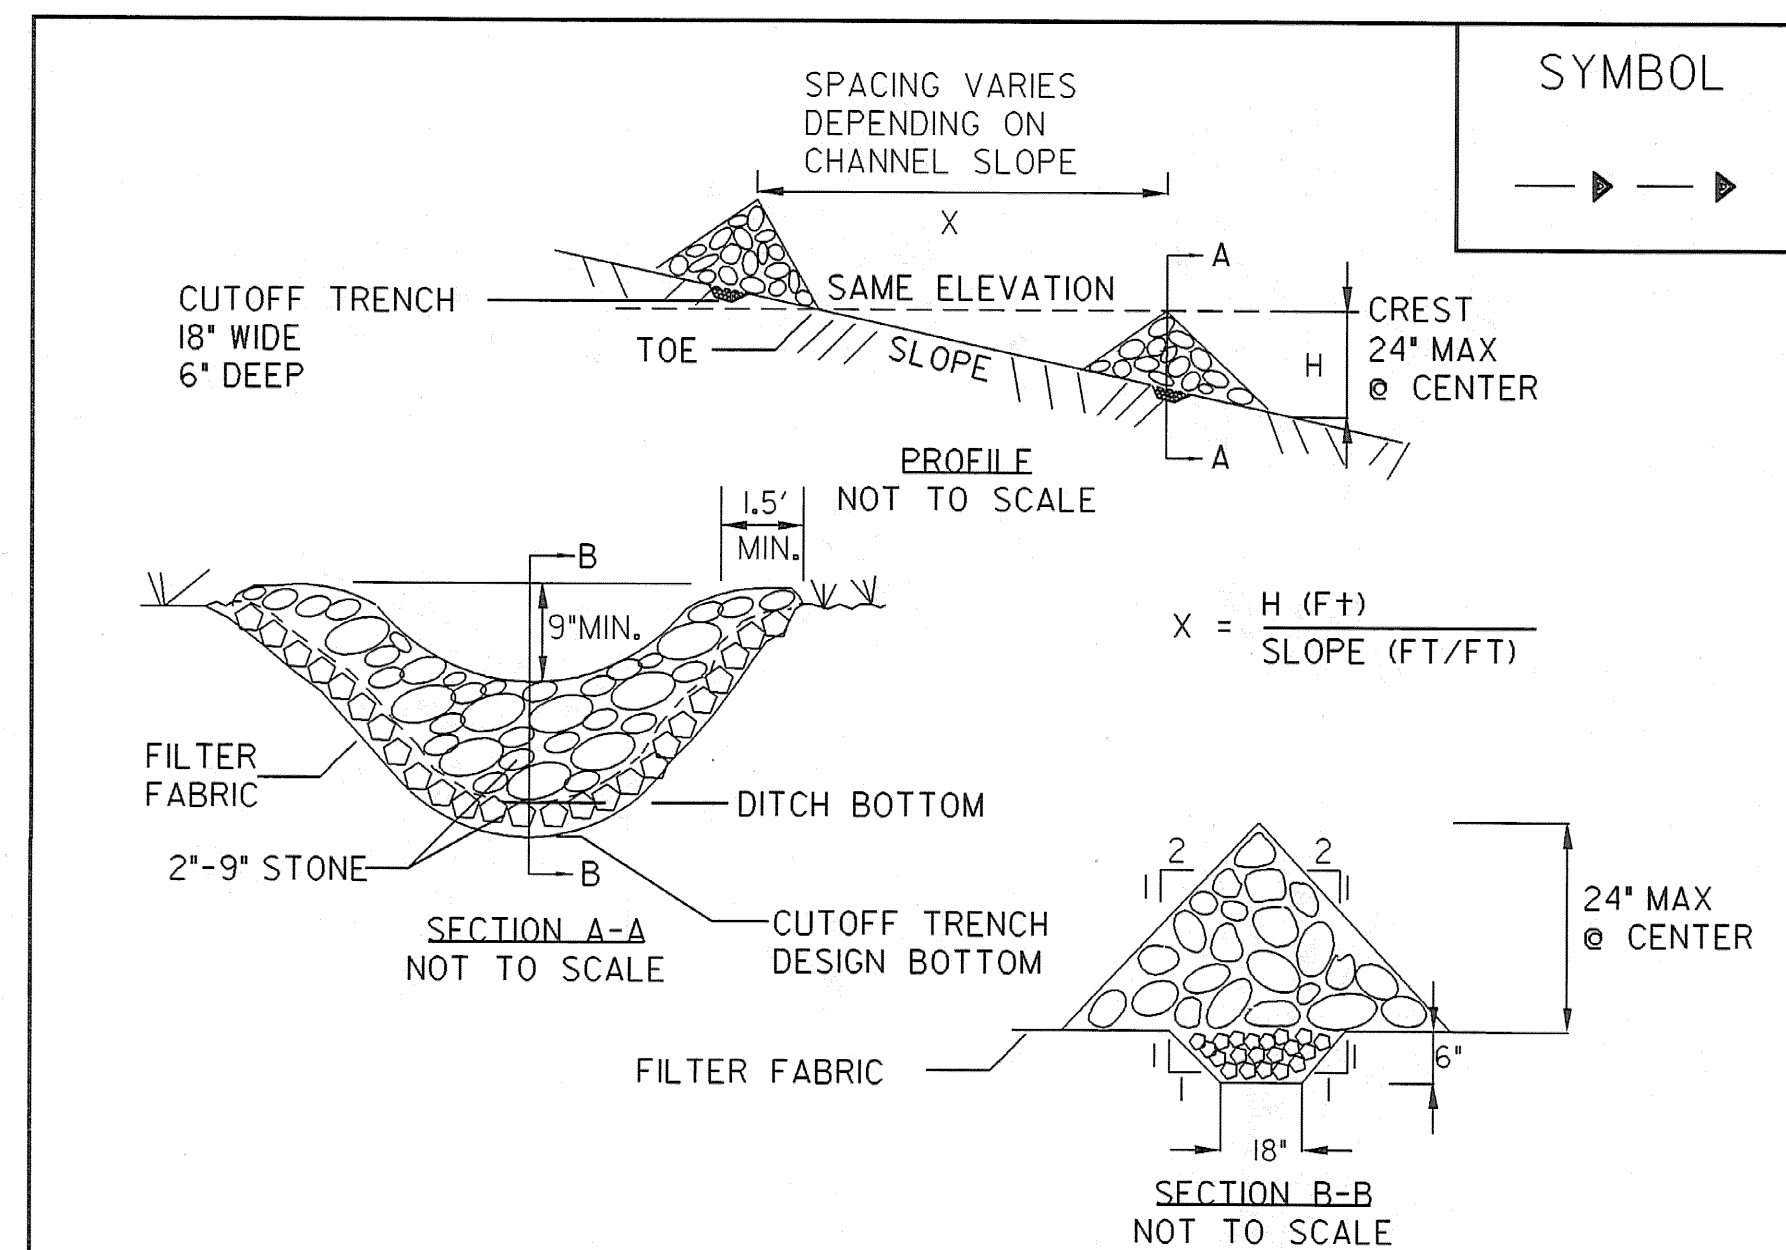 SYMBOL
SPACING VARIES
DEPENDING ON
CHANNEL SLOPE
X
A
CUTOFF TRENCH
18" WIDE
6" DEEP
SAME ELEVATION
TOE
SLOPE
H
CREST
24" MAX
@ CENTER
A
PROFILE
NOT TO SCALE
1.5'
MIN.
B
9" MIN.
X = H (Ft)
SLOPE (FT/FT)
FILTER
FABRIC
DITCH BOTTOM
2"-9" STONE
B
SECTION A-A
NOT TO SCALE
CUTOFF TRENCH
DESIGN BOTTOM
2
2
1
1
24" MAX
@ CENTER
FILTER FABRIC
1
1
6"
1
1
18"
SECTION B-B
NOT TO SCALE